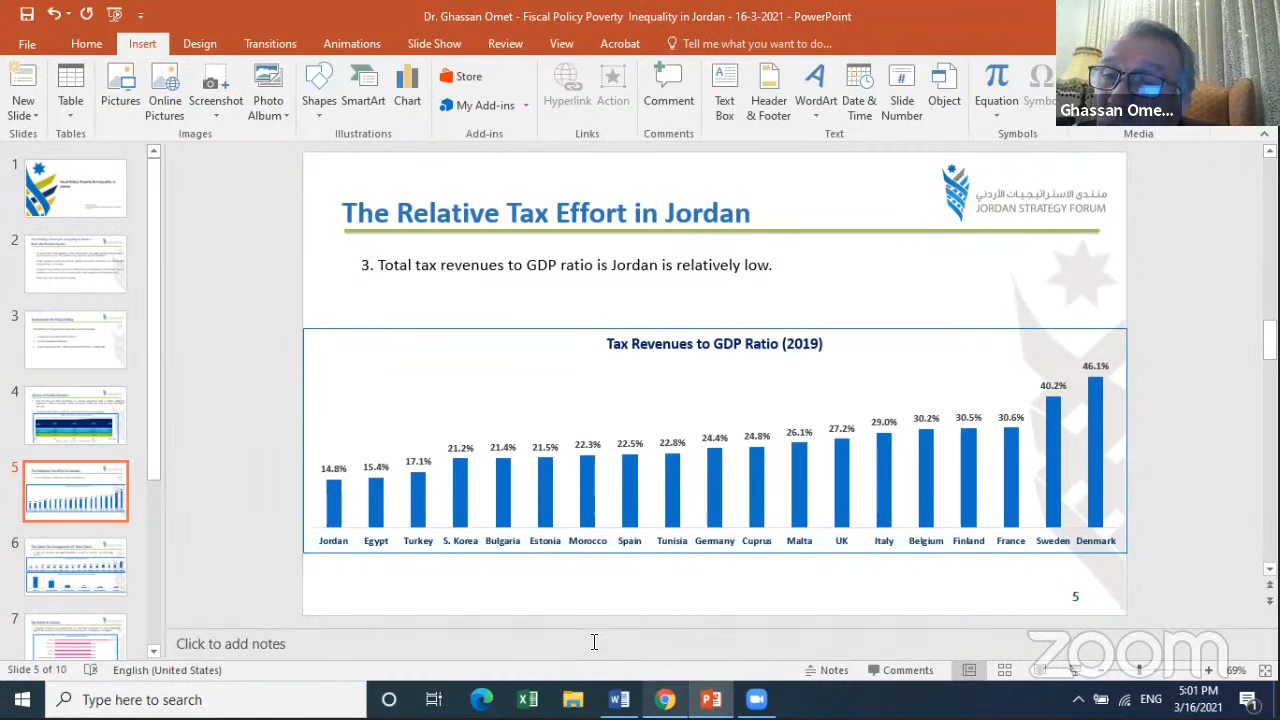 Dr. Ghassan Omet - Fiscal Policy Poverty Inequality in Jordan - 16-3-2021 - PowerPoint
File Home Insert Design Transitions Animations Slide Show Review View Acrobat Tell me what you want to do...
New Slide
Table
Pictures
Online Pictures
Screenshot
Photo Album
Shapes
SmartArt
Chart
Store
My Add-ins
Hyperlink
Action
Comment
Text Box
Header & Footer
WordArt
Date & Time
Slide Number
Object
Equation
Slides Tables Images Illustrations Add-ins Links Comments Text Symbols Media
Ghassan Ome...
1
2
3
4
5
6
7
منتدى الاستراتيجيات الأردني
JORDAN STRATEGY FORUM
The Relative Tax Effort in Jordan
3. Total tax revenues to GDP ratio is Jordan is relatively low.
Tax Revenues to GDP Ratio (2019)
14.8% 15.4% 17.1% 21.2% 21.4% 21.5% 22.3% 22.5% 22.8% 24.4% 24.8% 26.1% 27.2% 29.0% 30.2% 30.5% 30.6% 40.2% 46.1%
Jordan Egypt Turkey S. Korea Bulgaria Estonia Morocco Spain Tunisia Germany Cuprus Malta UK Italy Belgium Finland France Sweden Denmark
5
Click to add notes
zoom
Slide 5 of 10 English (United States) Notes Comments 69%
Type here to search
ENG
5:01 PM
3/16/2021
1